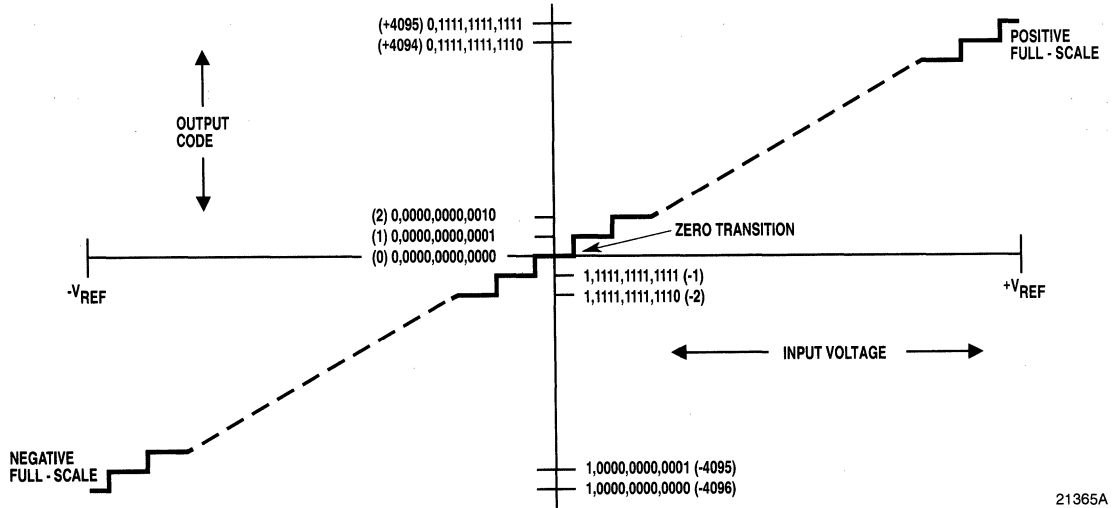 (+4095) 0,1111,1111,1111
(+4094) 0,1111,1111,1110
POSITIVE
FULL - SCALE
OUTPUT
CODE
(2) 0,0000,0000,0010
(1) 0,0000,0000,0001
(0) 0,0000,0000,0000
ZERO TRANSITION
1,1111,1111,1111 (-1)
1,1111,1111,1110 (-2)
-VREF
+VREF
INPUT VOLTAGE
NEGATIVE
FULL - SCALE
1,0000,0000,0001 (-4095)
1,0000,0000,0000 (-4096)
21365A